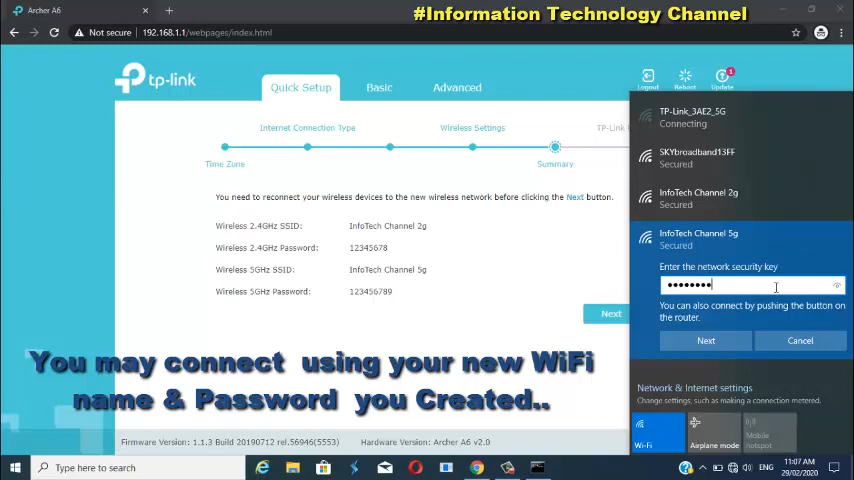 Archer A6
#Information Technology Channel
Not secure
192.168.1.1/webpages/index.html
tp-link
Quick Setup
Basic
Advanced
Logout
Reboot
1
Update
Internet Connection Type
Wireless Settings
TP-Link
Time Zone
Summary
You need to reconnect your wireless devices to the new wireless network before clicking the Next button.
Wireless 2.4GHz SSID: InfoTech Channel 2g
Wireless 2.4GHz Password: 12345678
Wireless 5GHz SSID: InfoTech Channel 5g
Wireless 5GHz Password: 123456789
Next
TP-Link_3AE2_5G
Connecting
SKYbroadband13FF
Secured
InfoTech Channel 2g
Secured
InfoTech Channel 5g
Secured
Enter the network security key
••••••••
You can also connect by pushing the button on
the router.
Next
Cancel
You may connect using your new WiFi
name & Password you Created..
Network & Internet settings
Change settings, such as making a connection metered.
Wi-Fi
Airplane mode
Mobile
hotspot
Firmware Version: 1.1.3 Build 20190712 rel.56946(5553)
Hardware Version: Archer A6 v2.0
Type here to search
ENG
11:07 AM
29/02/2020